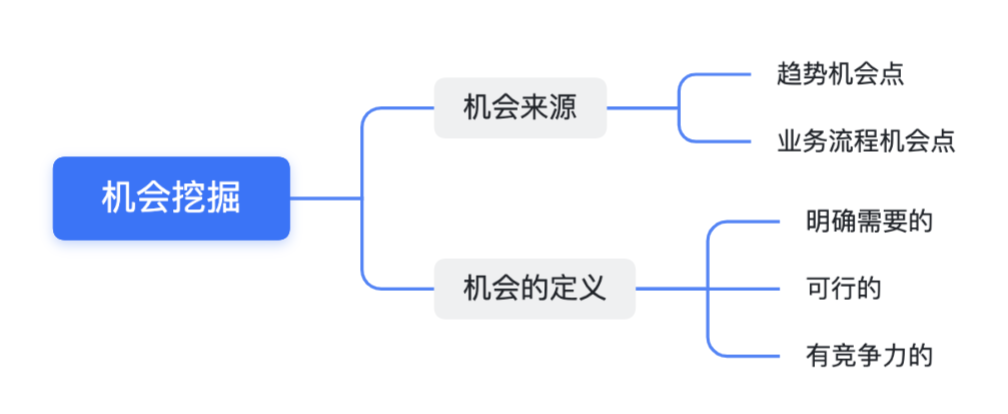 机会挖掘
机会来源
趋势机会点
业务流程机会点
机会的定义
明确需要的
可行的
有竞争力的